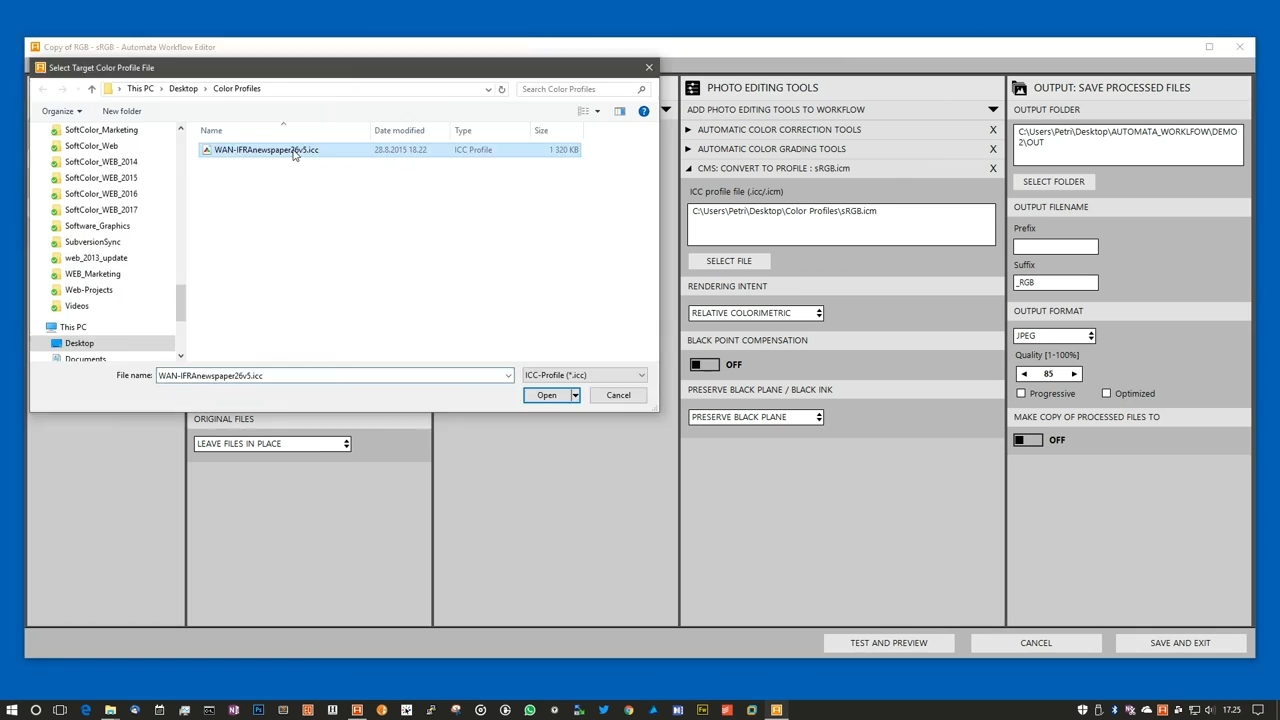 Copy of RGB - sRGB - Automata Workflow Editor
Select Target Color Profile File
This PC > Desktop > Color Profiles
Search Color Profiles
Organize
New folder
Name
Date modified
Type
Size
WAN-IFRAnewspaper26v5.icc
28.8.2015 18.22
ICC Profile
1 320 KB
SoftColor_Marketing
SoftColor_Web
SoftColor_WEB_2014
SoftColor_WEB_2015
SoftColor_WEB_2016
SoftColor_WEB_2017
Software_Graphics
SubversionSync
web_2013_update
WEB_Marketing
Web-Projects
Videos
This PC
Desktop
Documents
File name:
WAN-IFRAnewspaper26v5.icc
ICC-Profile (*.icc)
Open
Cancel
ORIGINAL FILES
LEAVE FILES IN PLACE
PHOTO EDITING TOOLS
ADD PHOTO EDITING TOOLS TO WORKFLOW
AUTOMATIC COLOR CORRECTION TOOLS
X
AUTOMATIC COLOR GRADING TOOLS
X
CMS: CONVERT TO PROFILE : sRGB.icm
X
ICC profile file (.icc/.icm)
C:\Users\Petri\Desktop\Color Profiles\sRGB.icm
SELECT FILE
RENDERING INTENT
RELATIVE COLORIMETRIC
BLACK POINT COMPENSATION
OFF
PRESERVE BLACK PLANE / BLACK INK
PRESERVE BLACK PLANE
OUTPUT: SAVE PROCESSED FILES
OUTPUT FOLDER
C:\Users\Petri\Desktop\AUTOMATA_WORKLFOW\DEMO
2\OUT
SELECT FOLDER
OUTPUT FILENAME
Prefix
Suffix
_RGB
OUTPUT FORMAT
JPEG
Quality [1-100%]
85
Progressive
Optimized
MAKE COPY OF PROCESSED FILES TO
OFF
TEST AND PREVIEW
CANCEL
SAVE AND EXIT
17.25